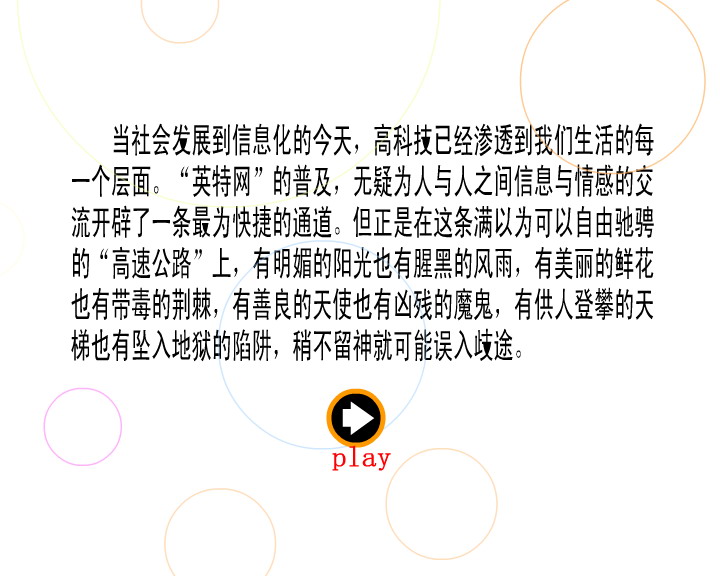 当社会发展到信息化的今天，高科技已经渗透到我们生活的每
一个层面。“英特网”的普及，无疑为人与人之间信息与情感的交
流开辟了一条最为快捷的通道。但正是在这条满以为可以自由驰骋
的“高速公路”上，有明媚的阳光也有腥黑的风雨，有美丽的鲜花
也有带毒的荆棘，有善良的天使也有凶残的魔鬼，有供人登攀的天
梯也有坠入地狱的陷阱，稍不留神就可能误入歧途。
play